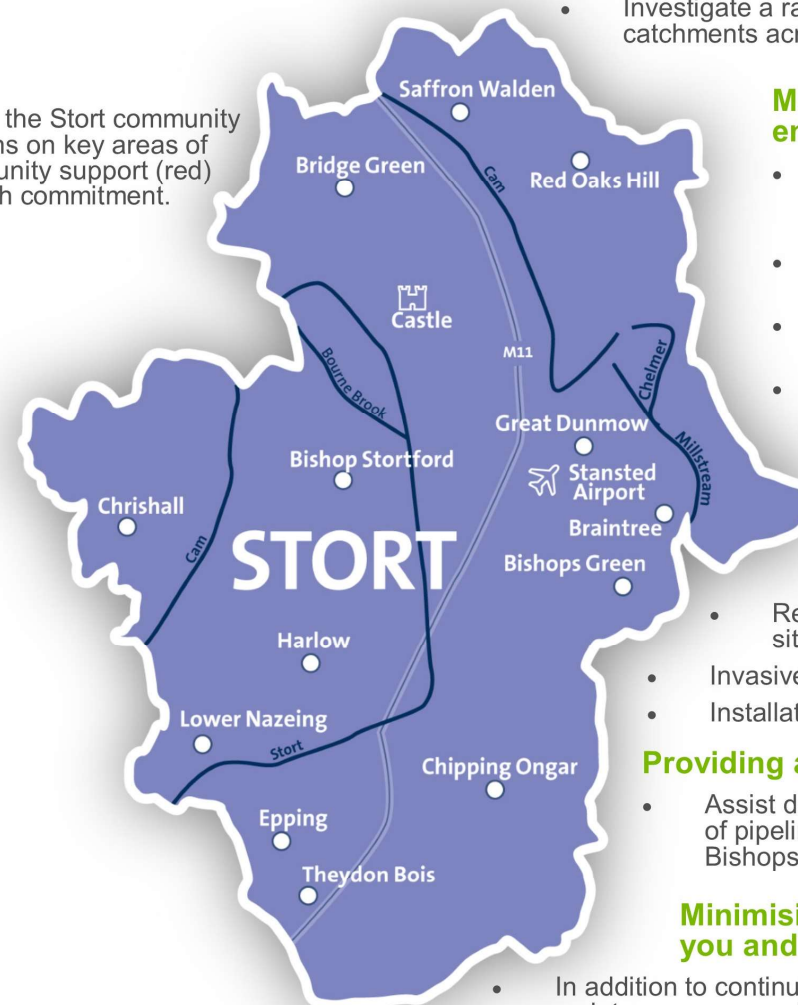 Investigate a ra
catchments acr
the Stort community
ns on key areas of
unity support (red)
h commitment.
M
er
Saffron Walden
Bridge Green
Cam
Red Oaks Hill
Castle
M11
Bourne Brook
Chelmer
Great Dunmow
Millstream
Bishop Stortford
Stansted
Airport
Chrishall
Braintree
Cam
STORT
Bishops Green
Re
sit
Harlow
Invasive
Installat
Lower Nazeing
Stort
Providing a
Chipping Ongar
Assist d
of pipeli
Bishops
Epping
Theydon Bois
Minimisi
you and
In addition to continu